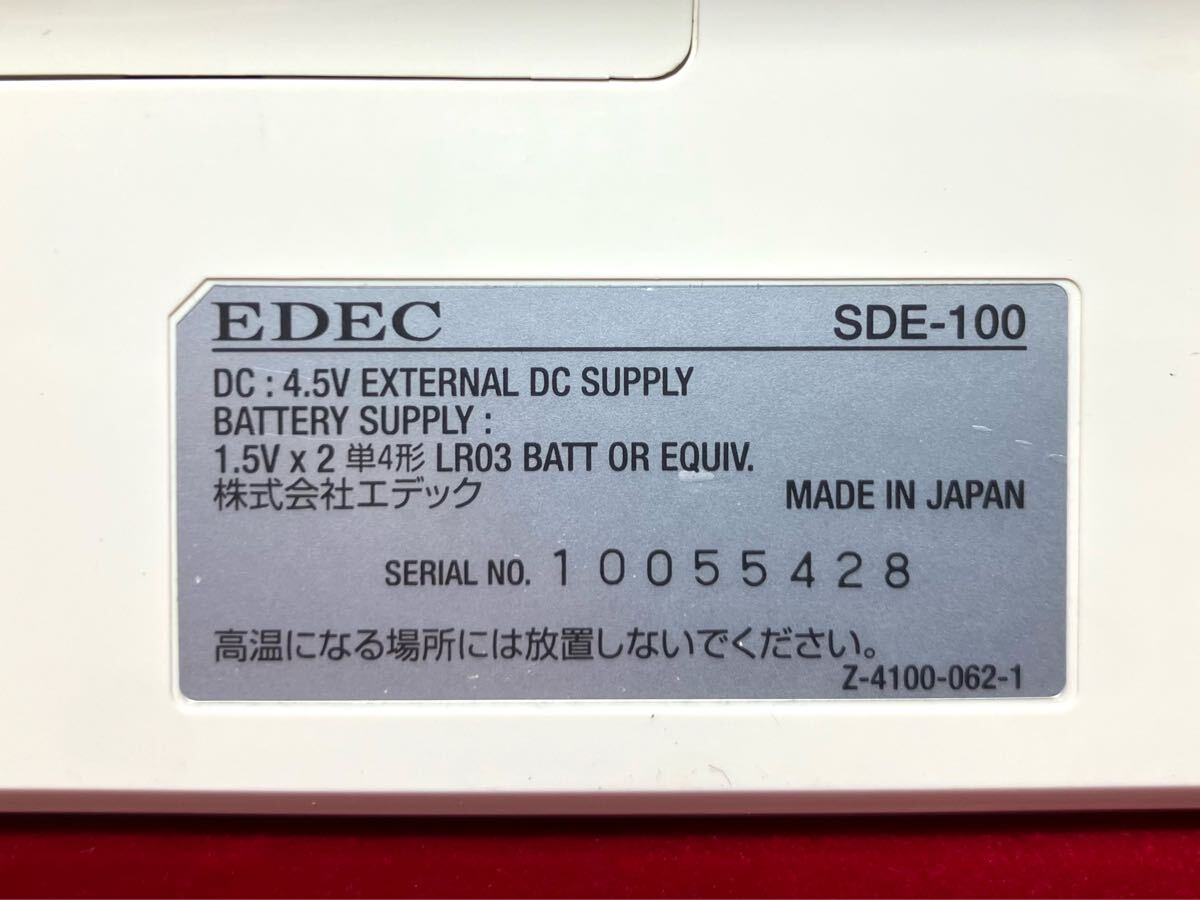 EDEC SDE-100
DC : 4.5V EXTERNAL DC SUPPLY
BATTERY SUPPLY :
1.5V x 2 単4形 LR03 BATT OR EQUIV.
株式会社エデック MADE IN JAPAN
SERIAL NO. 10055428
高温になる場所には放置しないでください。
Z-4100-062-1